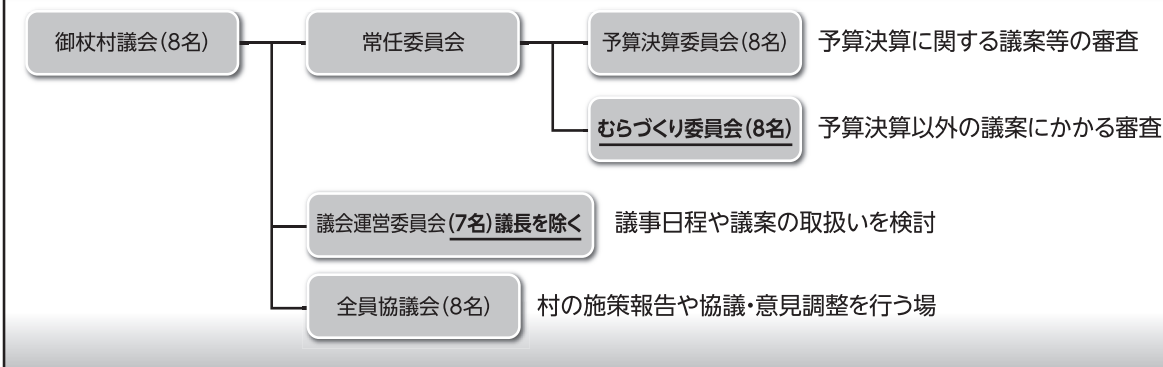 御杖村議会(8名)
常任委員会
予算決算委員会(8名)
予算決算に関する議案等の審査
むらづくり委員会(8名)
予算決算以外の議案にかかる審査
議会運営委員会(7名)議長を除く
議事日程や議案の取扱いを検討
全員協議会(8名)
村の施策報告や協議・意見調整を行う場